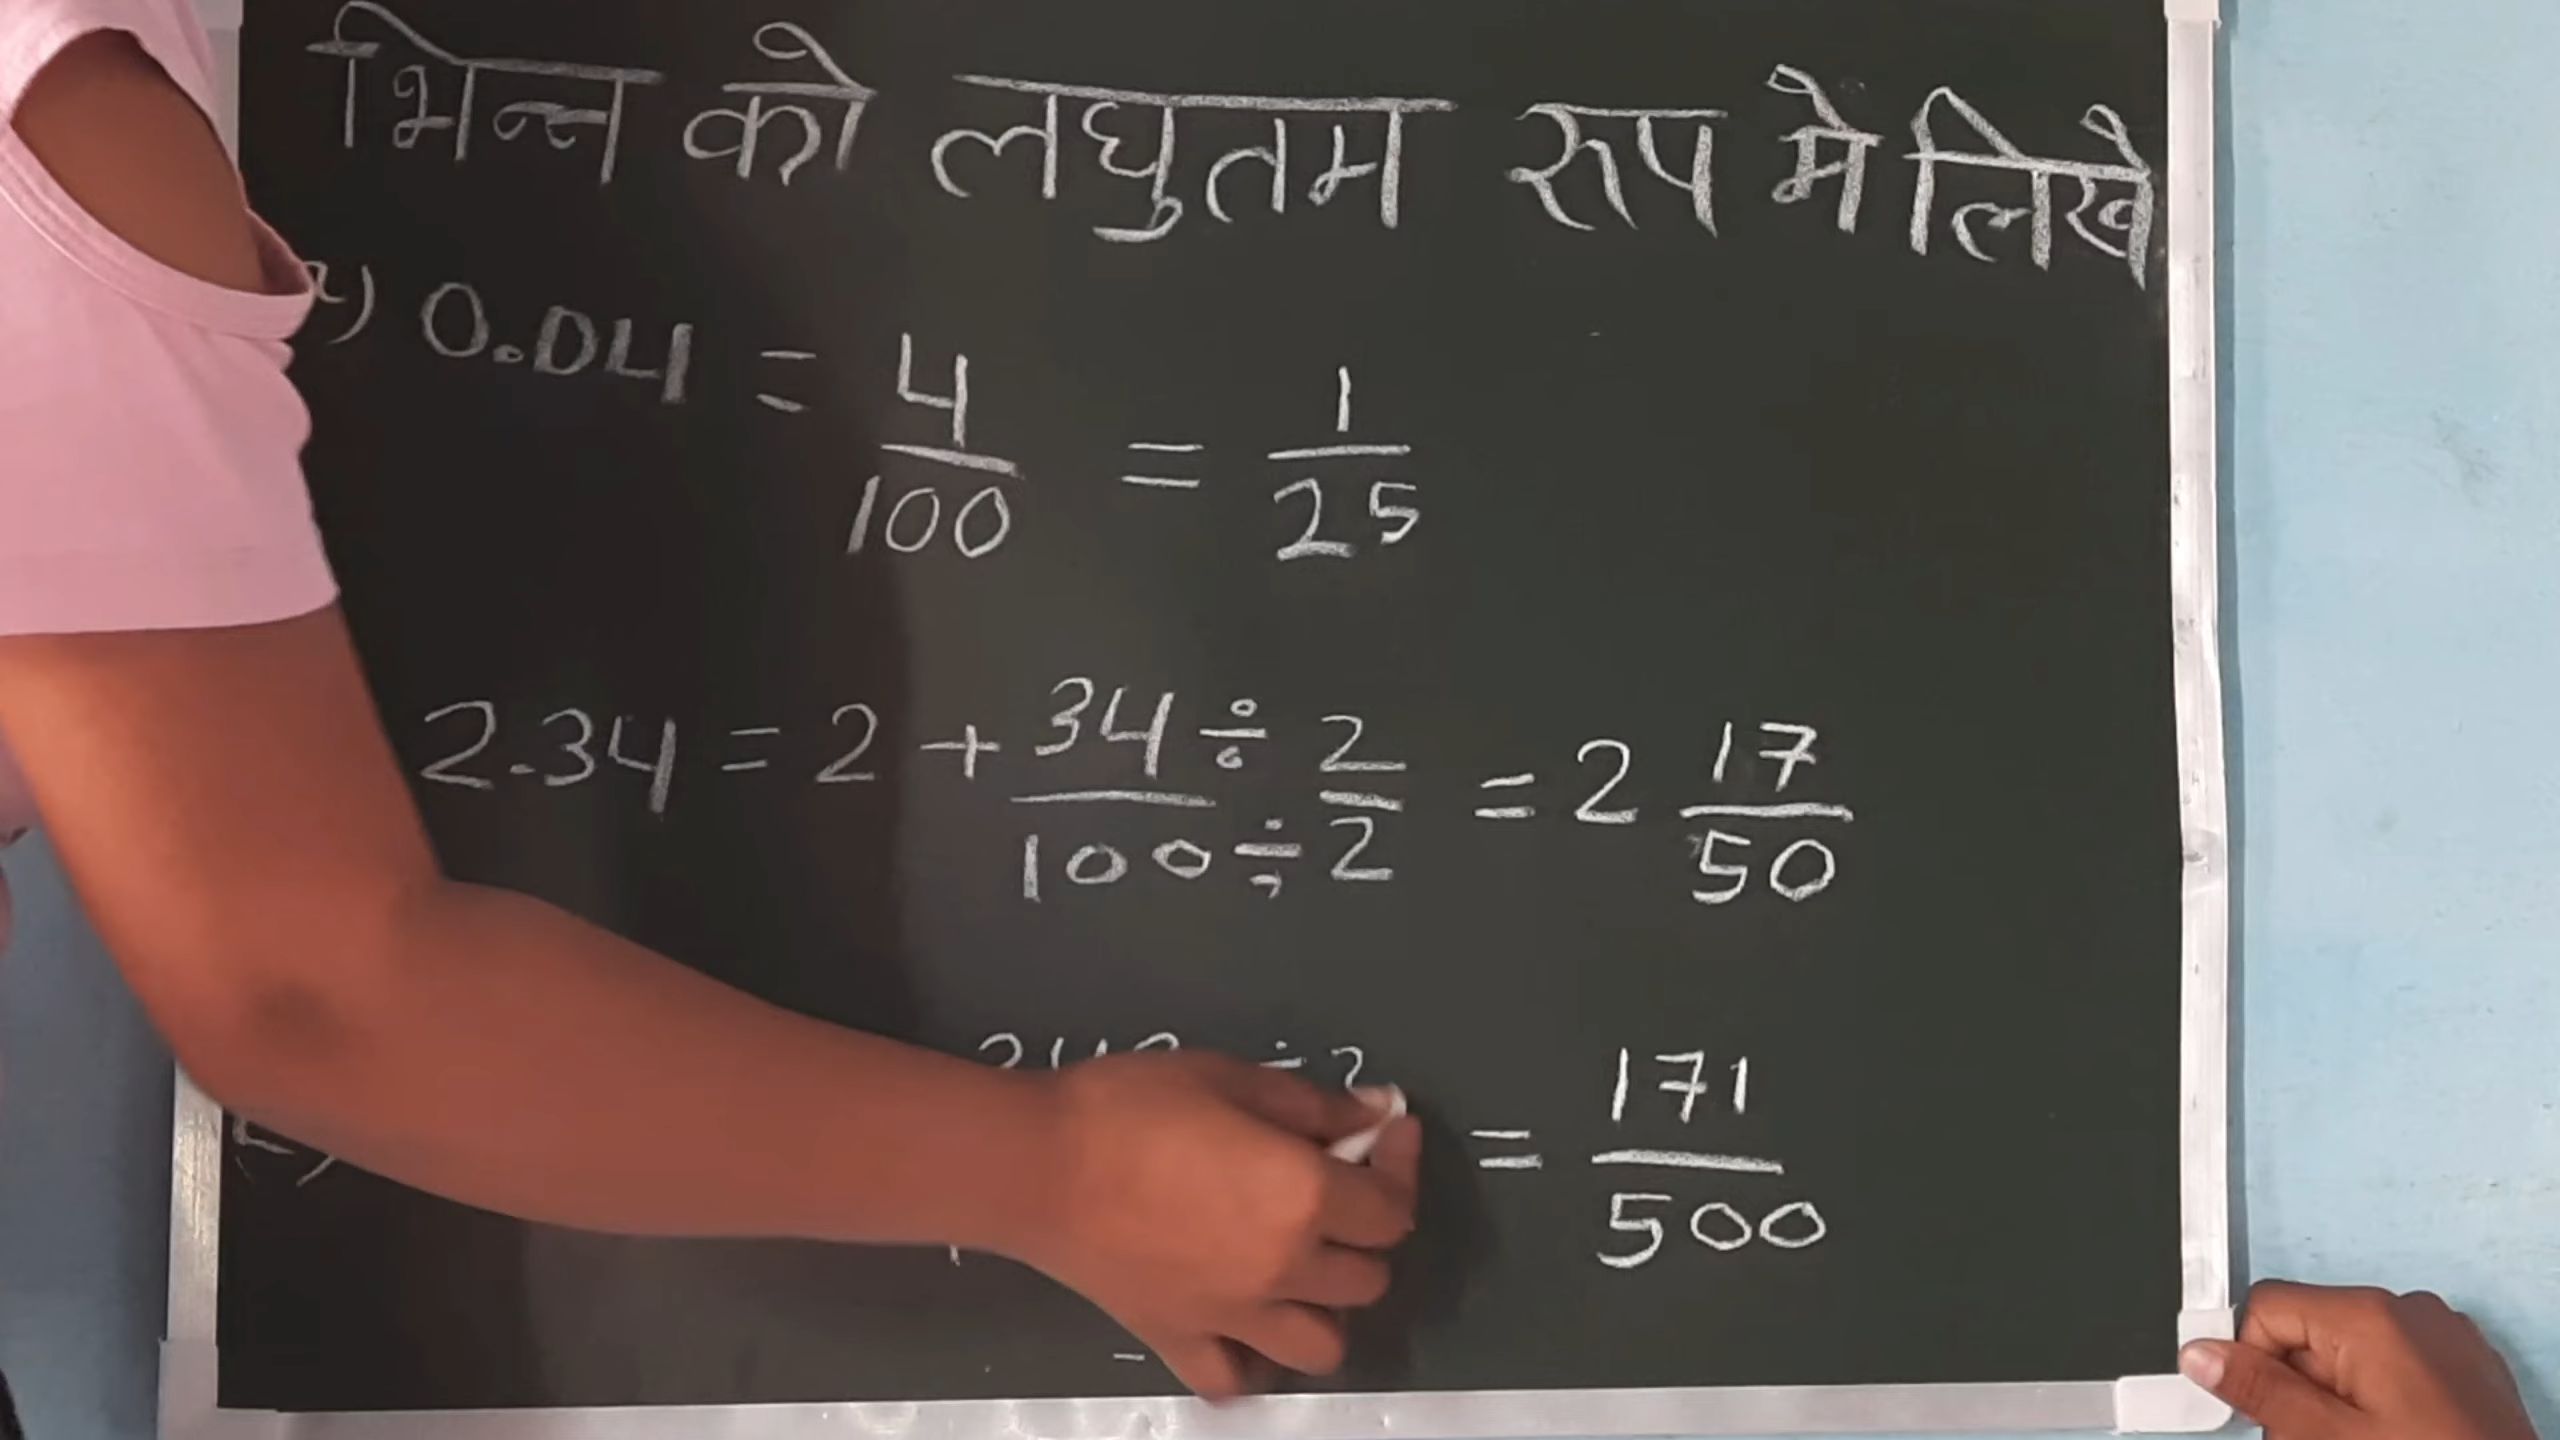 भिन्न को लघुतम रूप में लिखे
a) 0.04 = 4/100 = 1/25
2.34 = 2 + 34 ÷ 2/100 ÷ 2 = 2 17/50
÷ 2 = 171/500